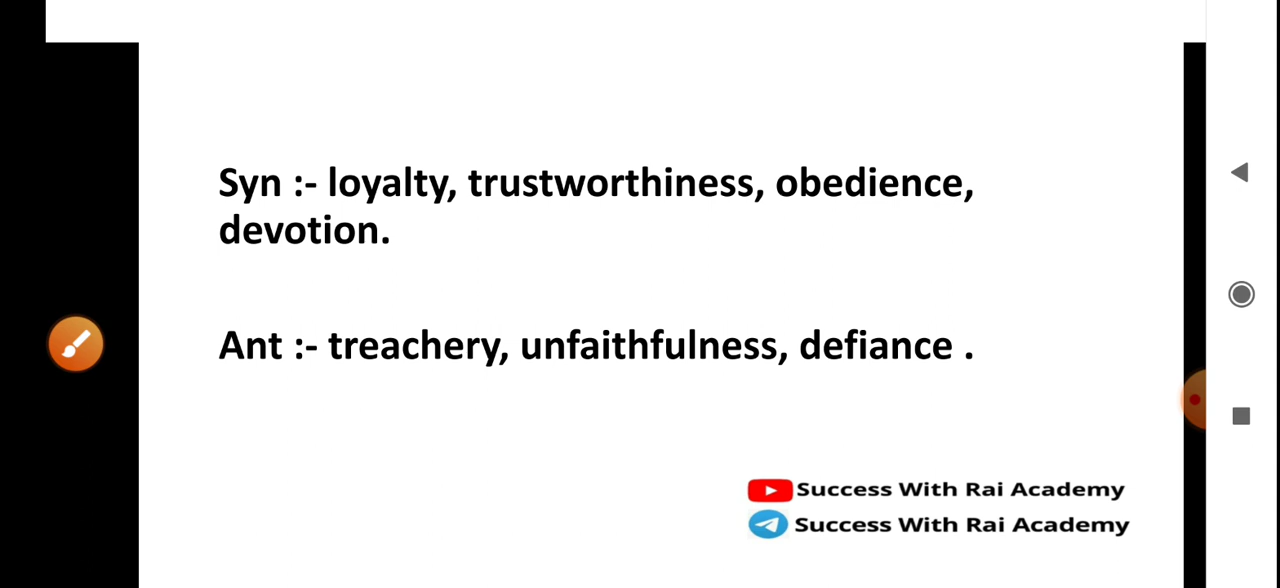 Syn :- loyalty, trustworthiness, obedience,
devotion.
Ant :- treachery, unfaithfulness, defiance .
Success With Rai Academy
Success With Rai Academy